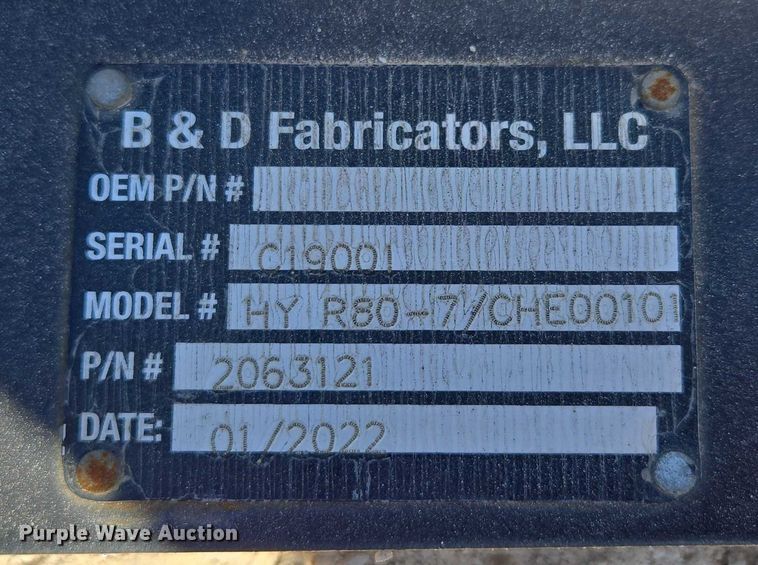 B & D Fabricators, LLC
OEM P/N #
SERIAL # C19001
MODEL # HY R80-7/CHE00101
P/N # 2063121
DATE: 01/2022
Purple Wave Auction